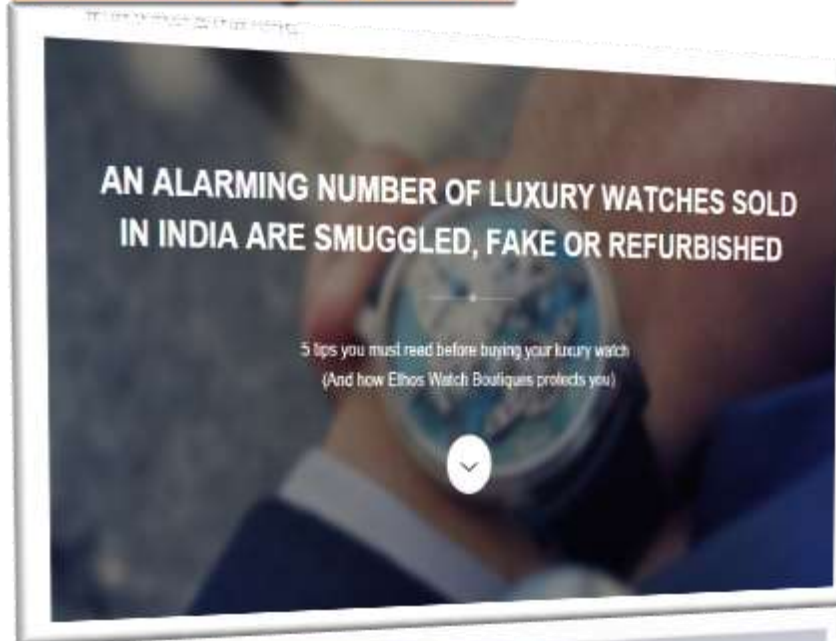 AN ALARMING NUMBER OF LUXURY WATCHES SOLD
IN INDIA ARE SMUGGLED, FAKE OR REFURBISHED
5 tips you must read before buying your luxury watch
(And how Ethos Watch Boutiques protects you)